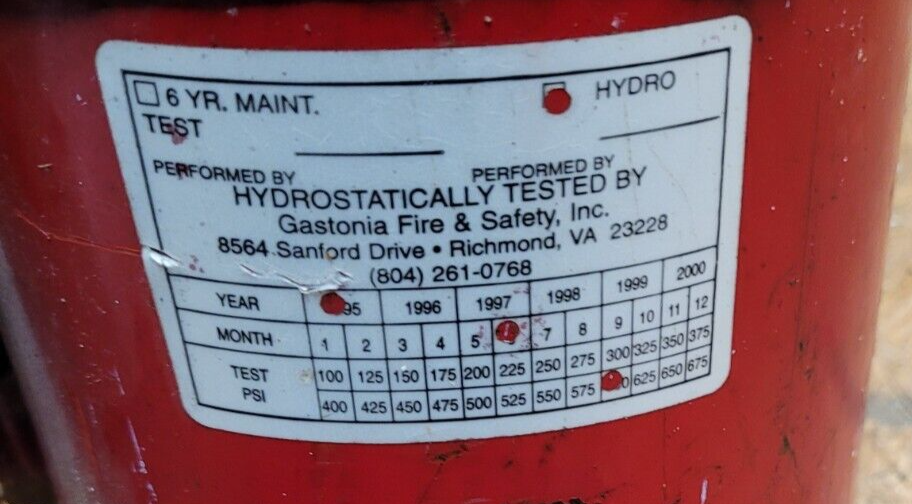 6 YR. MAINT. HYDRO
TEST
PERFORMED BY PERFORMED BY
HYDROSTATICALLY TESTED BY
Gastonia Fire & Safety, Inc.
8564 Sanford Drive • Richmond, VA 23228
(804) 261-0768
YEAR 95 1996 1997 1998 1999 2000
MONTH 1 2 3 4 5 7 8 9 10 11 12
TEST PSI 100 125 150 175 200 225 250 275 300 325 350 375
400 425 450 475 500 525 550 575 0 625 650 675